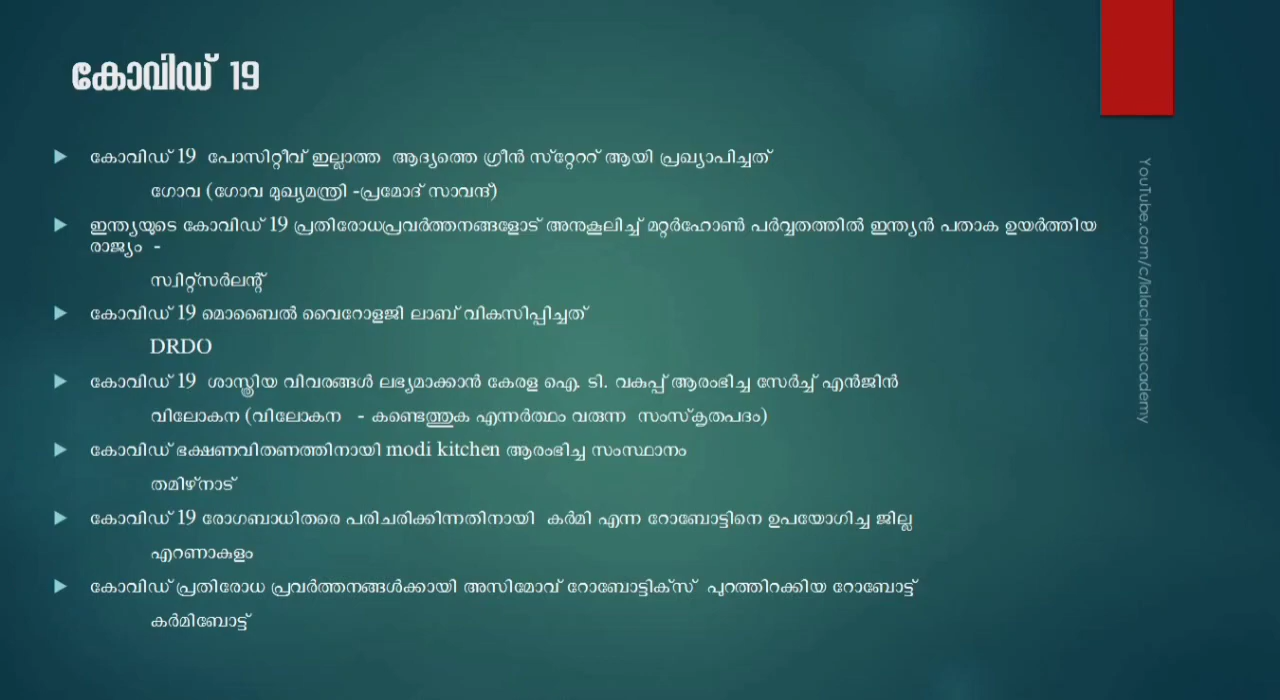 കോവിഡ് 19
കോവിഡ് 19 പോസിറ്റീവ് ഇല്ലാത്ത ആദ്യത്തെ ഗ്രീൻ സ്റ്റേററ് ആയി പ്രഖ്യാപിച്ചത്
ഗോവ (ഗോവ മുഖ്യമന്ത്രി -പ്രമോദ് സാവന്ദ്)
ഇന്ത്യയുടെ കോവിഡ് 19 പ്രതിരോധപ്രവർത്തനങ്ങളോട് അനുകൂലിച്ച് മറ്റർഹോൺ പർവ്വതത്തിൽ ഇന്ത്യൻ പതാക ഉയർത്തിയ
രാജ്യം -
സ്വിറ്റ്സർലന്റ്
കോവിഡ് 19 മൊബൈൽ വൈറോളജി ലാബ് വികസിപ്പിച്ചത്
DRDO
കോവിഡ് 19 ശാസ്ത്രിയ വിവരങ്ങൾ ലഭ്യമാക്കാൻ കേരള ഐ. ടി. വകുപ്പ് ആരംഭിച്ച സേർച്ച് എൻജിൻ
വിലോകന (വിലോകന - കണ്ടെത്തുക എന്നർത്ഥം വരുന്ന സംസ്കൃതപദം)
കോവിഡ് ഭക്ഷണവിതണത്തിനായി modi kitchen ആരംഭിച്ച സംസ്ഥാനം
തമിഴ്നാട്
കോവിഡ് 19 രോഗബാധിതരെ പരിചരിക്കിന്നതിനായി കർമി എന്ന റോബോട്ടിനെ ഉപയോഗിച്ച ജില്ല
എറണാകുളം
കോവിഡ് പ്രതിരോധ പ്രവർത്തനങ്ങൾക്കായി അസിമോവ് റോബോട്ടിക്സ് പുറത്തിറക്കിയ റോബോട്ട്
കർമിബോട്ട്
YouTube.com/c/lalachansacademy